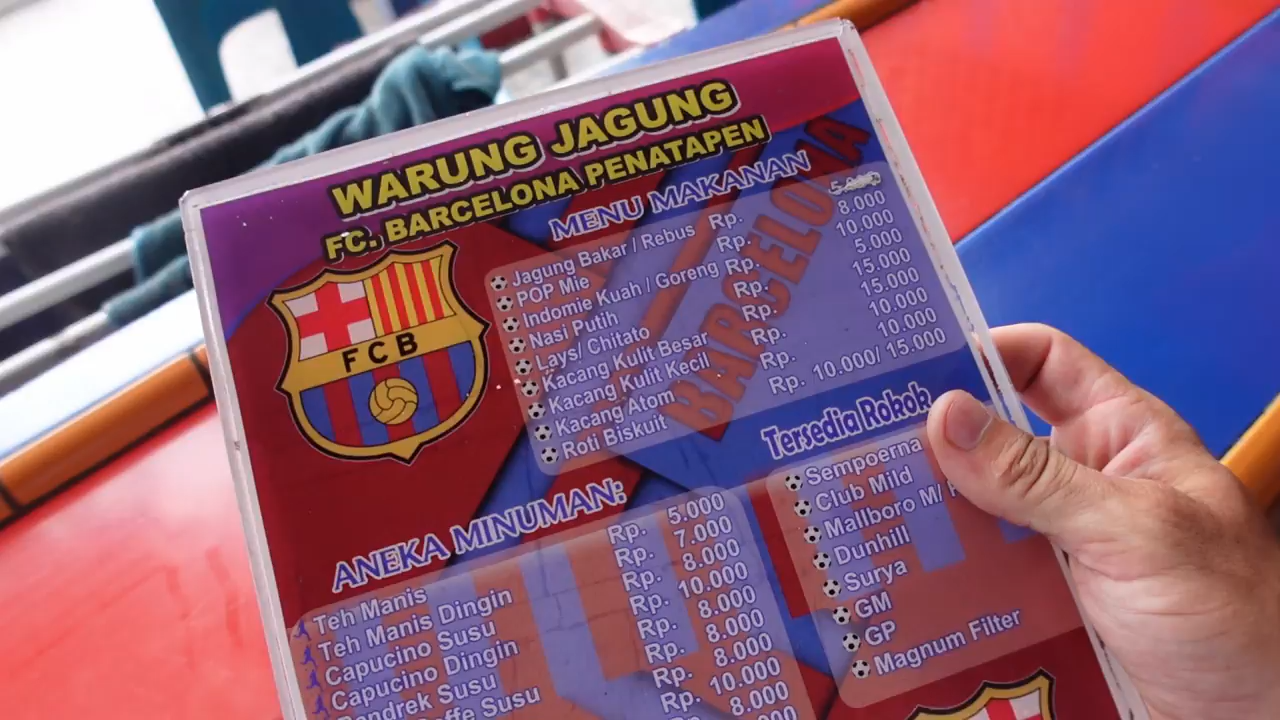 WARUNG JAGUNG
FC. BARCELONA PENATAPEN
FCB
BARCELONA
MENU MAKANAN
Jagung Bakar / Rebus Rp.
POP Mie Rp. 8.000
Indomie Kuah / Goreng Rp. 10.000
Nasi Putih Rp. 5.000
Lays/ Chitato Rp. 15.000
Kacang Kulit Besar Rp. 15.000
Kacang Kulit Kecil Rp. 10.000
Kacang Atom Rp. 10.000
Roti Biskuit Rp. 10.000/ 15.000
ANEKA MINUMAN:
Teh Manis Rp. 5.000
Teh Manis Dingin Rp. 7.000
Capucino Susu Rp. 8.000
Capucino Dingin Rp. 10.000
Bandrek Susu Rp. 8.000
Susu Rp. 8.000
Rp. 8.000
Rp. 10.000
8.000
Tersedia Rokok
Sempoerna
Club Mild
Mallboro M/
Dunhill
Surya
GM
GP
Magnum Filter